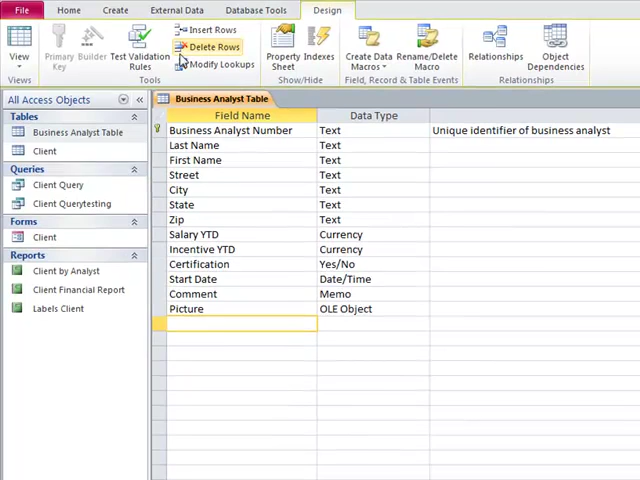 File Home Create External Data Database Tools Design
View Primary Key Builder Test Validation Rules Insert Rows Delete Rows Modify Lookups Property Sheet Indexes Create Data Macros Rename/Delete Macro Relationships Object Dependencies
Views Tools Show/Hide Field, Record & Table Events Relationships
All Access Objects
Tables
Business Analyst Table
Client
Queries
Client Query
Client Querytesting
Forms
Client
Reports
Client by Analyst
Client Financial Report
Labels Client
Business Analyst Table
Field Name Data Type
Business Analyst Number Text Unique identifier of business analyst
Last Name Text
First Name Text
Street Text
City Text
State Text
Zip Text
Salary YTD Currency
Incentive YTD Currency
Certification Yes/No
Start Date Date/Time
Comment Memo
Picture OLE Object